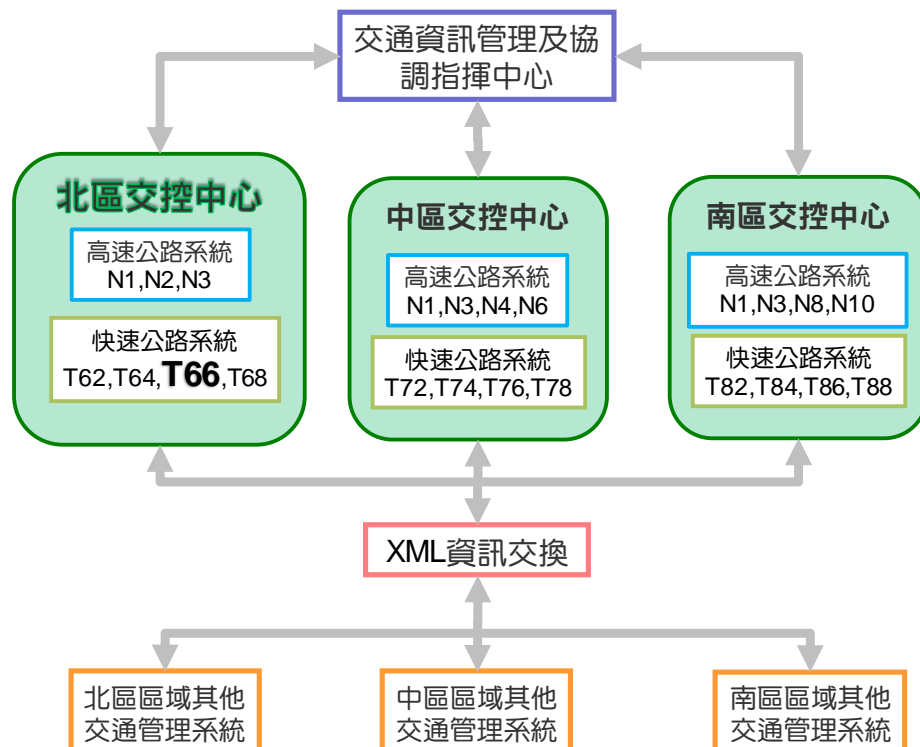 交通資訊管理及協
調指揮中心
北區交控中心
高速公路系統
N1,N2,N3
快速公路系統
T62,T64,T66,T68
中區交控中心
高速公路系統
N1,N3,N4,N6
快速公路系統
T72,T74,T76,T78
南區交控中心
高速公路系統
N1,N3,N8,N10
快速公路系統
T82,T84,T86,T88
XML資訊交換
北區區域其他
交通管理系統
中區區域其他
交通管理系統
南區區域其他
交通管理系統